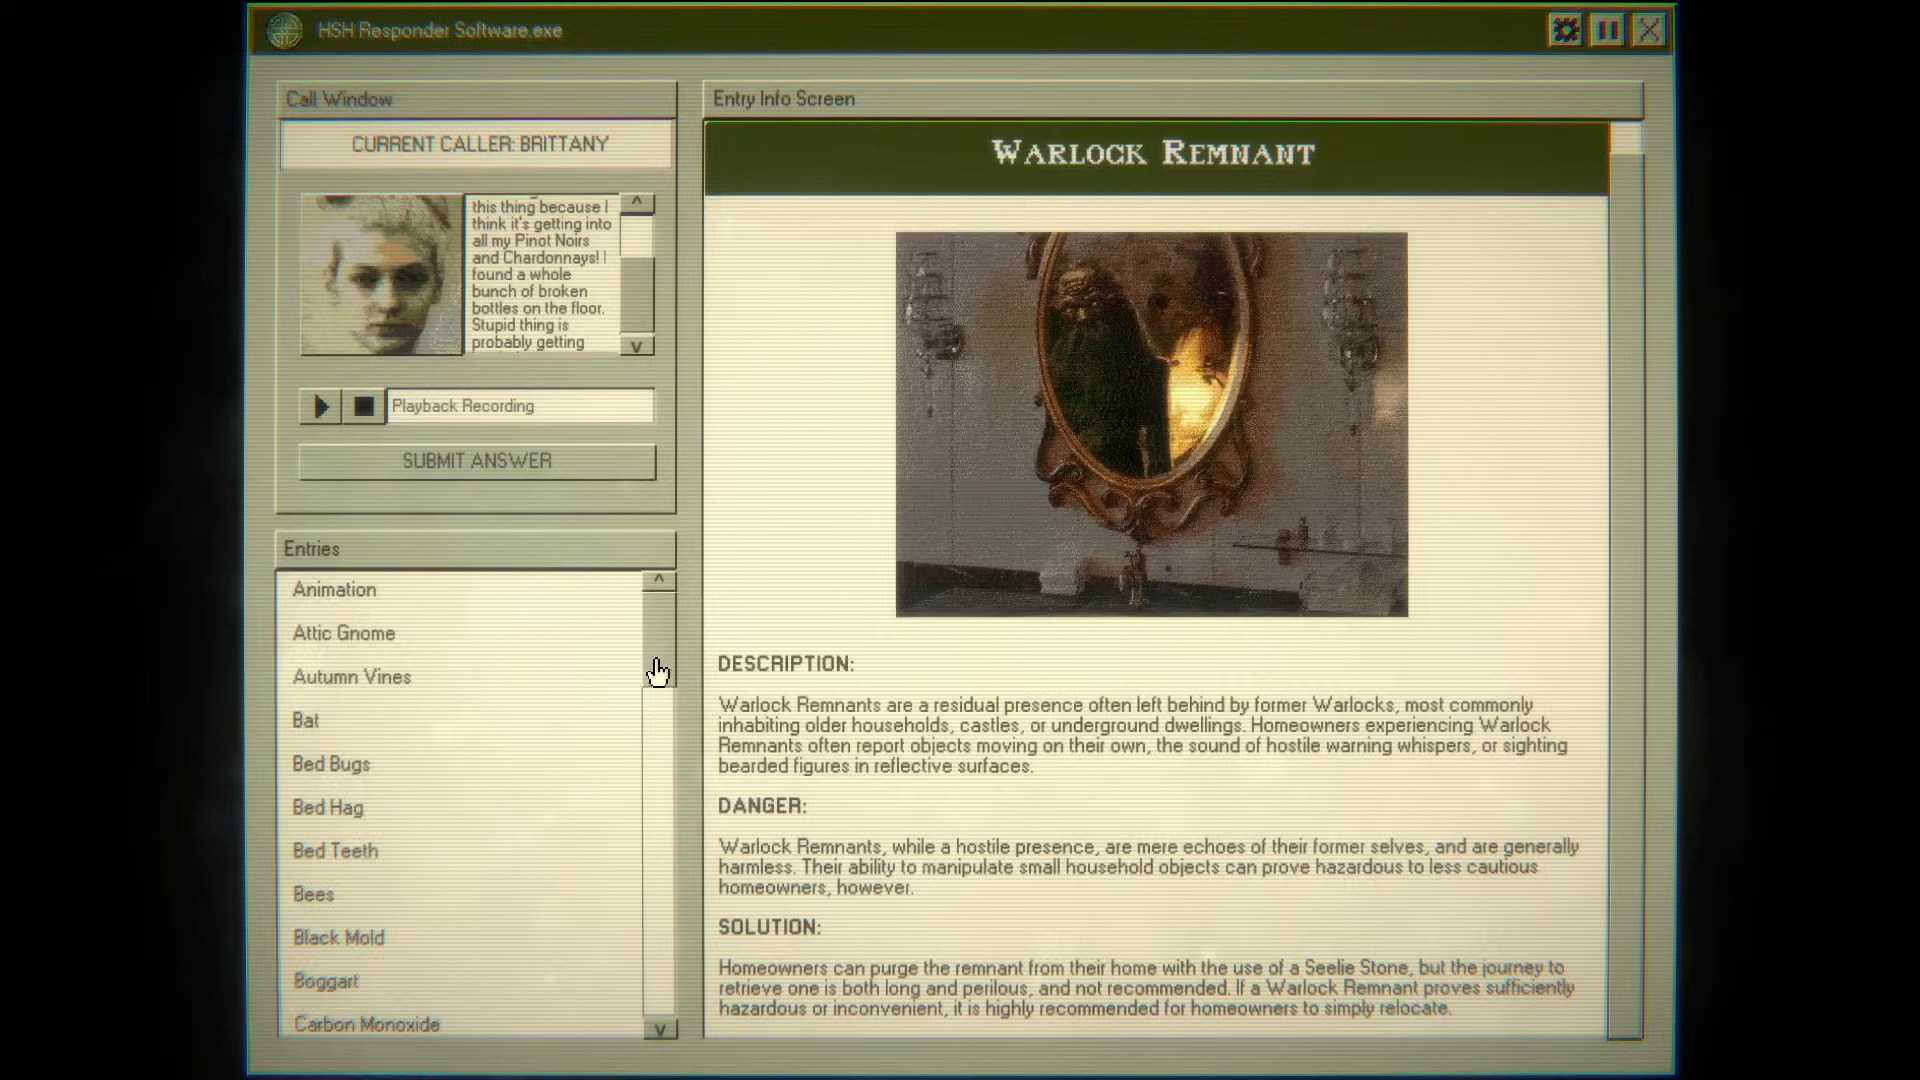 HSH Responder Software.exe
Call Window
CURRENT CALLER: BRITTANY
this thing because I
think it's getting into
all my Pinot Noirs
and Chardonnays! I
found a whole
bunch of broken
bottles on the floor.
Stupid thing is
probably getting
Playback Recording
SUBMIT ANSWER
Entries
Animation
Attic Gnome
Autumn Vines
Bat
Bed Bugs
Bed Hag
Bed Teeth
Bees
Black Mold
Boggart
Carbon Monoxide
Entry Info Screen
WARLOCK REMNANT
DESCRIPTION:
Warlock Remnants are a residual presence often left behind by former Warlocks, most commonly
inhabiting older households, castles, or underground dwellings. Homeowners experiencing Warlock
Remnants often report objects moving on their own, the sound of hostile warning whispers, or sighting
bearded figures in reflective surfaces.
DANGER:
Warlock Remnants, while a hostile presence, are mere echoes of their former selves, and are generally
harmless. Their ability to manipulate small household objects can prove hazardous to less cautious
homeowners, however.
SOLUTION:
Homeowners can purge the remnant from their home with the use of a Seelie Stone, but the journey to
retrieve one is both long and perilous, and not recommended. If a Warlock Remnant proves sufficiently
hazardous or inconvenient, it is highly recommended for homeowners to simply relocate.